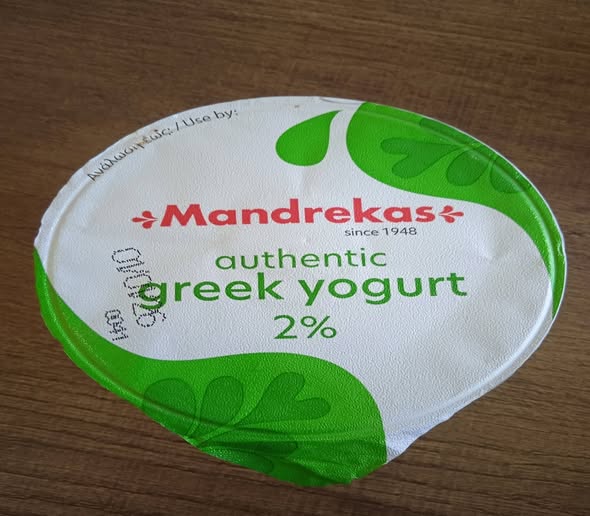 Ανάλωση έως: / Use by:
Mandrekas
since 1948
authentic
greek yogurt
2%